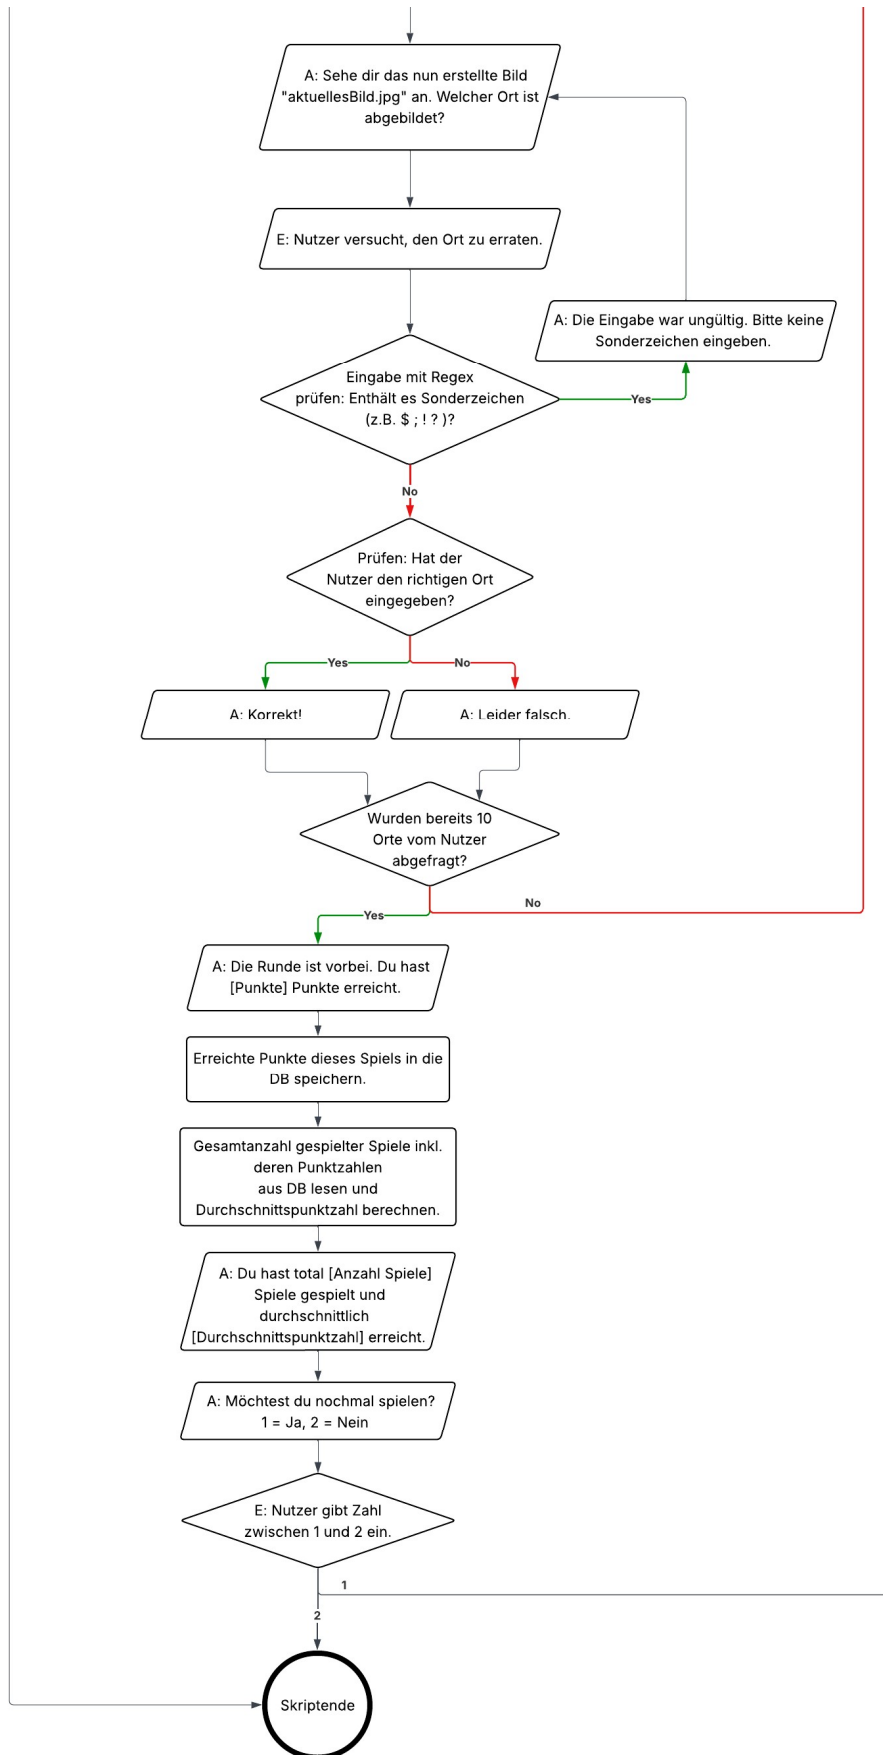 A: Sehe dir das nun erstellte Bild
"aktuellesBild.jpg" an. Welcher Ort ist
abgebildet?
E: Nutzer versucht, den Ort zu erraten.
A: Die Eingabe war ungültig. Bitte keine
Sonderzeichen eingeben.
Eingabe mit Regex
prüfen: Enthält es Sonderzeichen
(z.B. $ ; ! ? )?
Yes
No
Prüfen: Hat der
Nutzer den richtigen Ort
eingegeben?
Yes
No
A: Korrekt!
A: Leider falsch.
Wurden bereits 10
Orte vom Nutzer
abgefragt?
No
Yes
A: Die Runde ist vorbei. Du hast
[Punkte] Punkte erreicht.
Erreichte Punkte dieses Spiels in die
DB speichern.
Gesamtanzahl gespielter Spiele inkl.
deren Punktzahlen
aus DB lesen und
Durchschnittspunktzahl berechnen.
A: Du hast total [Anzahl Spiele]
Spiele gespielt und
durchschnittlich
[Durchschnittspunktzahl] erreicht.
A: Möchtest du nochmal spielen?
1 = Ja, 2 = Nein
E: Nutzer gibt Zahl
zwischen 1 und 2 ein.
1
2
Skriptende